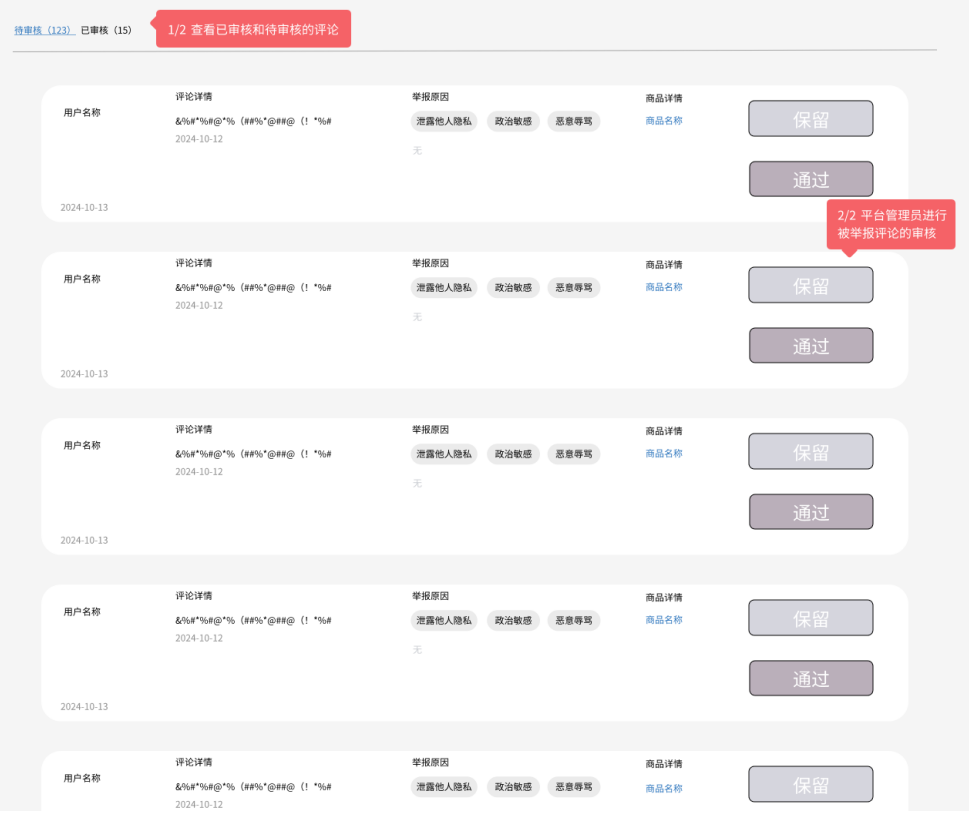 待审核（123） 已审核（15）
1/2 查看已审核和待审核的评论
用户名称
评论详情
&%#*%#@*%（##%*@##@（！*%#
2024-10-12
举报原因
泄露他人隐私 政治敏感 恶意辱骂
无
商品详情
商品名称
保留
通过
2024-10-13
2/2 平台管理员进行
被举报评论的审核
用户名称
评论详情
&%#*%#@*%（##%*@##@（！*%#
2024-10-12
举报原因
泄露他人隐私 政治敏感 恶意辱骂
无
商品详情
商品名称
保留
通过
2024-10-13
用户名称
评论详情
&%#*%#@*%（##%*@##@（！*%#
2024-10-12
举报原因
泄露他人隐私 政治敏感 恶意辱骂
无
商品详情
商品名称
保留
通过
2024-10-13
用户名称
评论详情
&%#*%#@*%（##%*@##@（！*%#
2024-10-12
举报原因
泄露他人隐私 政治敏感 恶意辱骂
无
商品详情
商品名称
保留
通过
2024-10-13
用户名称
评论详情
&%#*%#@*%（##%*@##@（！*%#
2024-10-12
举报原因
泄露他人隐私 政治敏感 恶意辱骂
商品详情
商品名称
保留